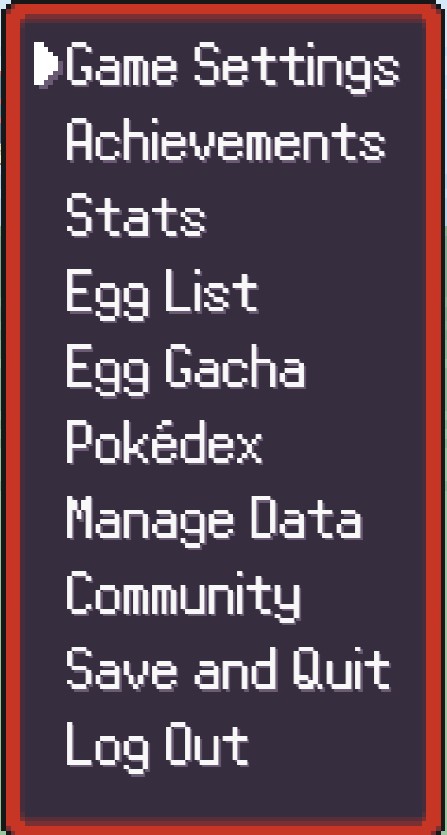 Game Settings
Achievements
Stats
Egg List
Egg Gacha
Pokédex
Manage Data
Community
Save and Quit
Log Out